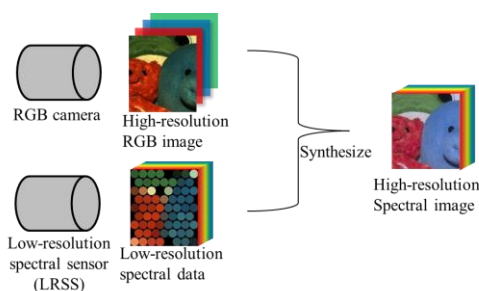 RGB camera
High-resolution
RGB image
Synthesize
High-resolution
Spectral image
Low-resolution
spectral sensor
(LRSS)
Low-resolution
spectral data